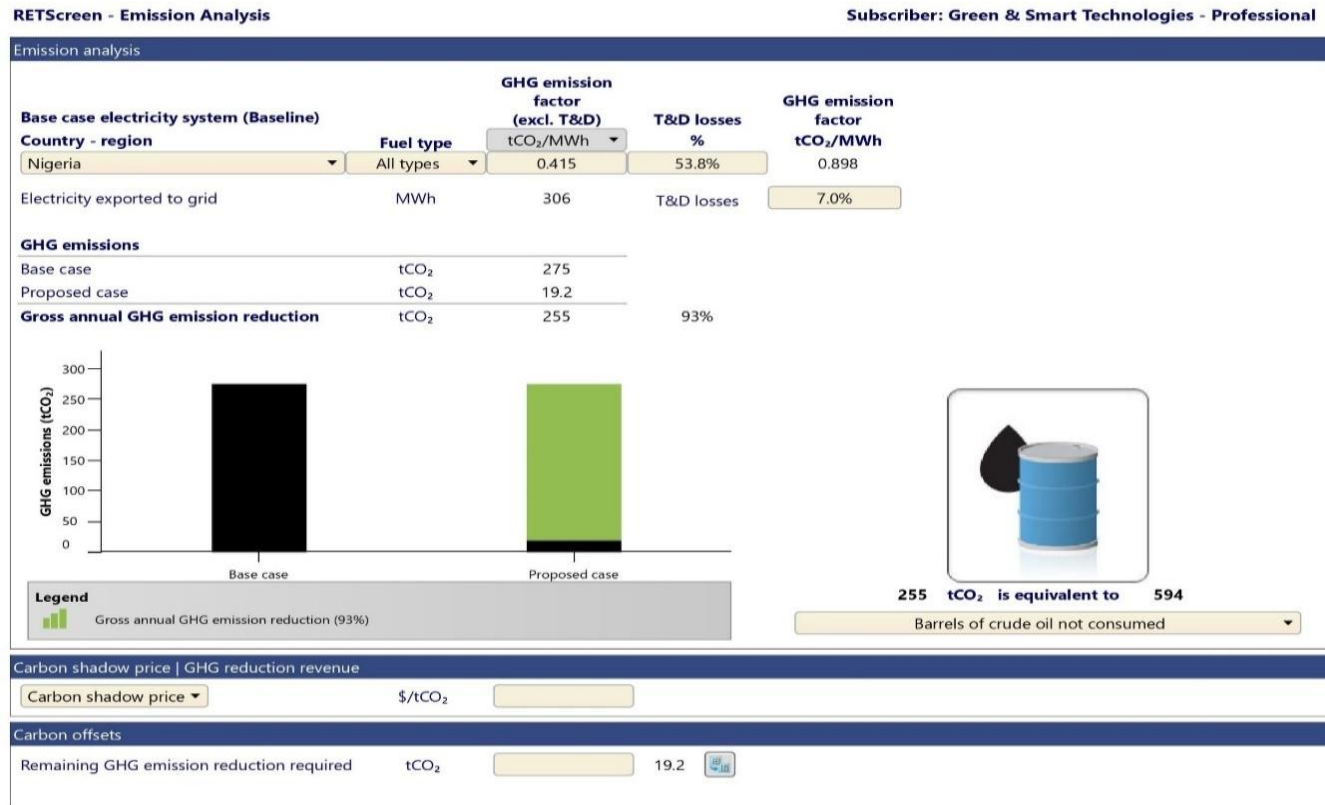 RETScreen - Emission Analysis
Subscriber: Green & Smart Technologies - Professional
Emission analysis
Base case electricity system (Baseline)
GHG emission factor (excl. T&D)
T&D losses
GHG emission factor
Country - region
Fuel type
tCO₂/MWh
%
tCO₂/MWh
Nigeria
All types
0.415
53.8%
0.898
Electricity exported to grid
MWh
306
T&D losses
7.0%
GHG emissions
Base case
tCO₂
275
Proposed case
tCO₂
19.2
Gross annual GHG emission reduction
tCO₂
255
93%
GHG emissions (tCO₂)
300
250
200
150
100
50
0
Base case
Proposed case
Legend
Gross annual GHG emission reduction (93%)
255 tCO₂ is equivalent to 594
Barrels of crude oil not consumed
Carbon shadow price | GHG reduction revenue
Carbon shadow price
$/tCO₂
Carbon offsets
Remaining GHG emission reduction required
tCO₂
19.2